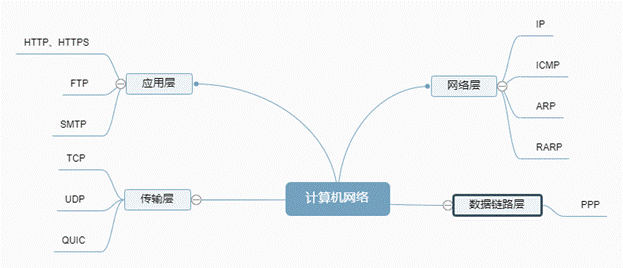 HTTP、HTTPS
FTP
SMTP
应用层
TCP
UDP
QUIC
传输层
计算机网络
网络层
IP
ICMP
ARP
RARP
数据链路层
PPP